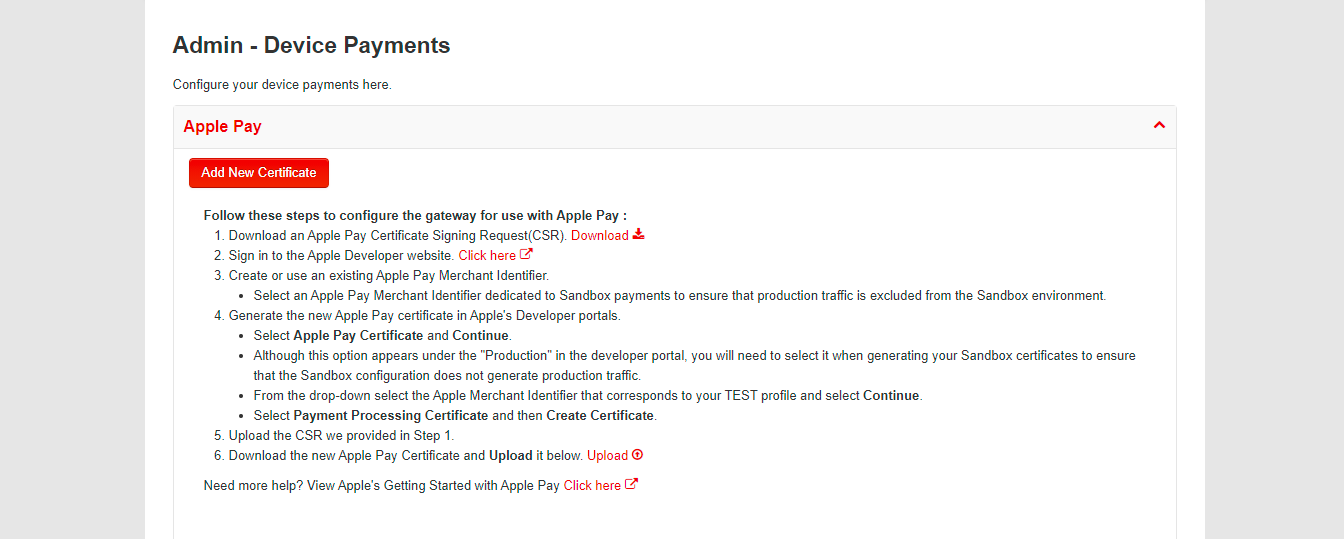 Admin - Device Payments
Configure your device payments here.
Apple Pay
Add New Certificate
Follow these steps to configure the gateway for use with Apple Pay :
1. Download an Apple Pay Certificate Signing Request(CSR). Download
2. Sign in to the Apple Developer website. Click here
3. Create or use an existing Apple Pay Merchant Identifier.
• Select an Apple Pay Merchant Identifier dedicated to Sandbox payments to ensure that production traffic is excluded from the Sandbox environment.
4. Generate the new Apple Pay certificate in Apple's Developer portals.
• Select Apple Pay Certificate and Continue.
• Although this option appears under the "Production" in the developer portal, you will need to select it when generating your Sandbox certificates to ensure
that the Sandbox configuration does not generate production traffic.
• From the drop-down select the Apple Merchant Identifier that corresponds to your TEST profile and select Continue.
• Select Payment Processing Certificate and then Create Certificate.
5. Upload the CSR we provided in Step 1.
6. Download the new Apple Pay Certificate and Upload it below. Upload
Need more help? View Apple's Getting Started with Apple Pay Click here